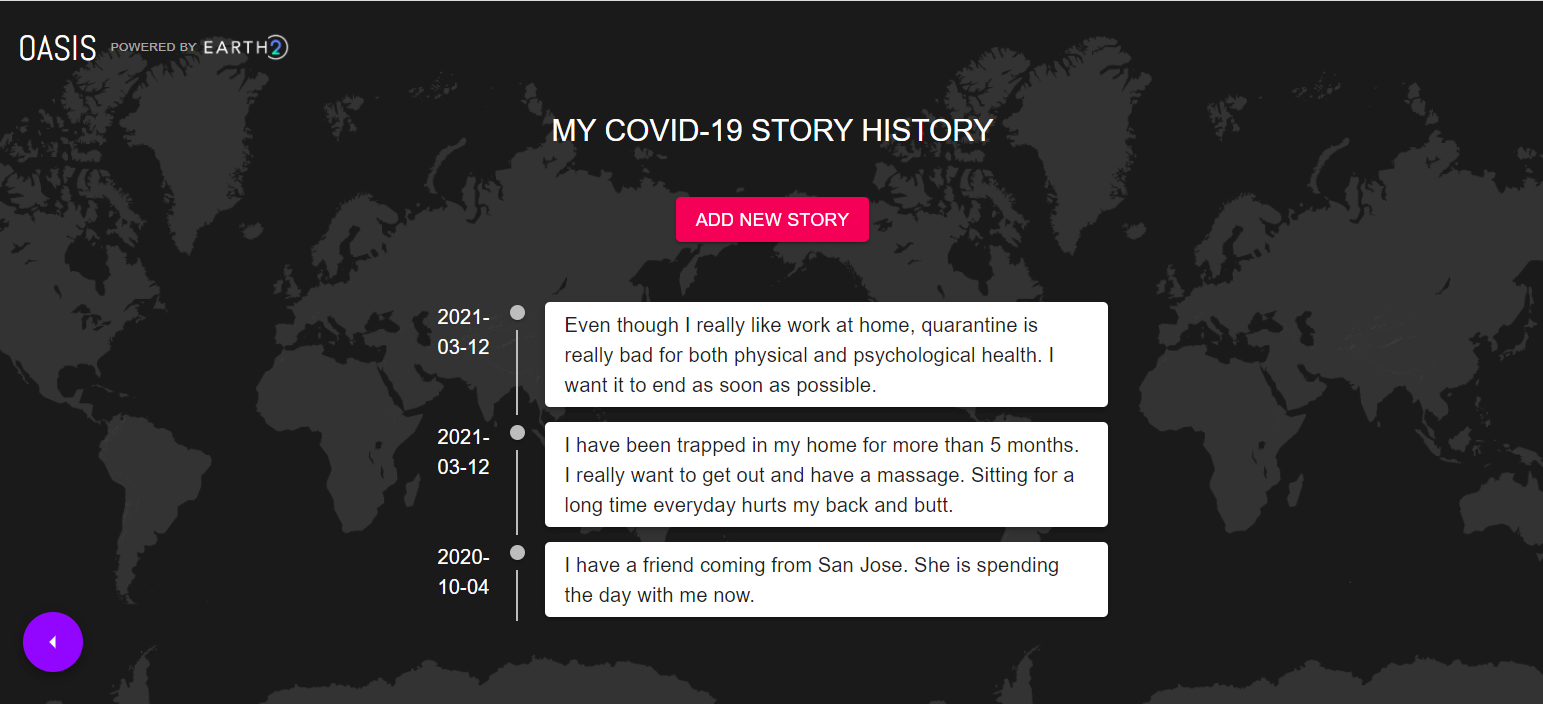 OASIS POWERED BY EARTH2
MY COVID-19 STORY HISTORY
ADD NEW STORY
2021-
03-12
Even though I really like work at home, quarantine is
really bad for both physical and psychological health. I
want it to end as soon as possible.
2021-
03-12
I have been trapped in my home for more than 5 months.
I really want to get out and have a massage. Sitting for a
long time everyday hurts my back and butt.
2020-
10-04
I have a friend coming from San Jose. She is spending
the day with me now.